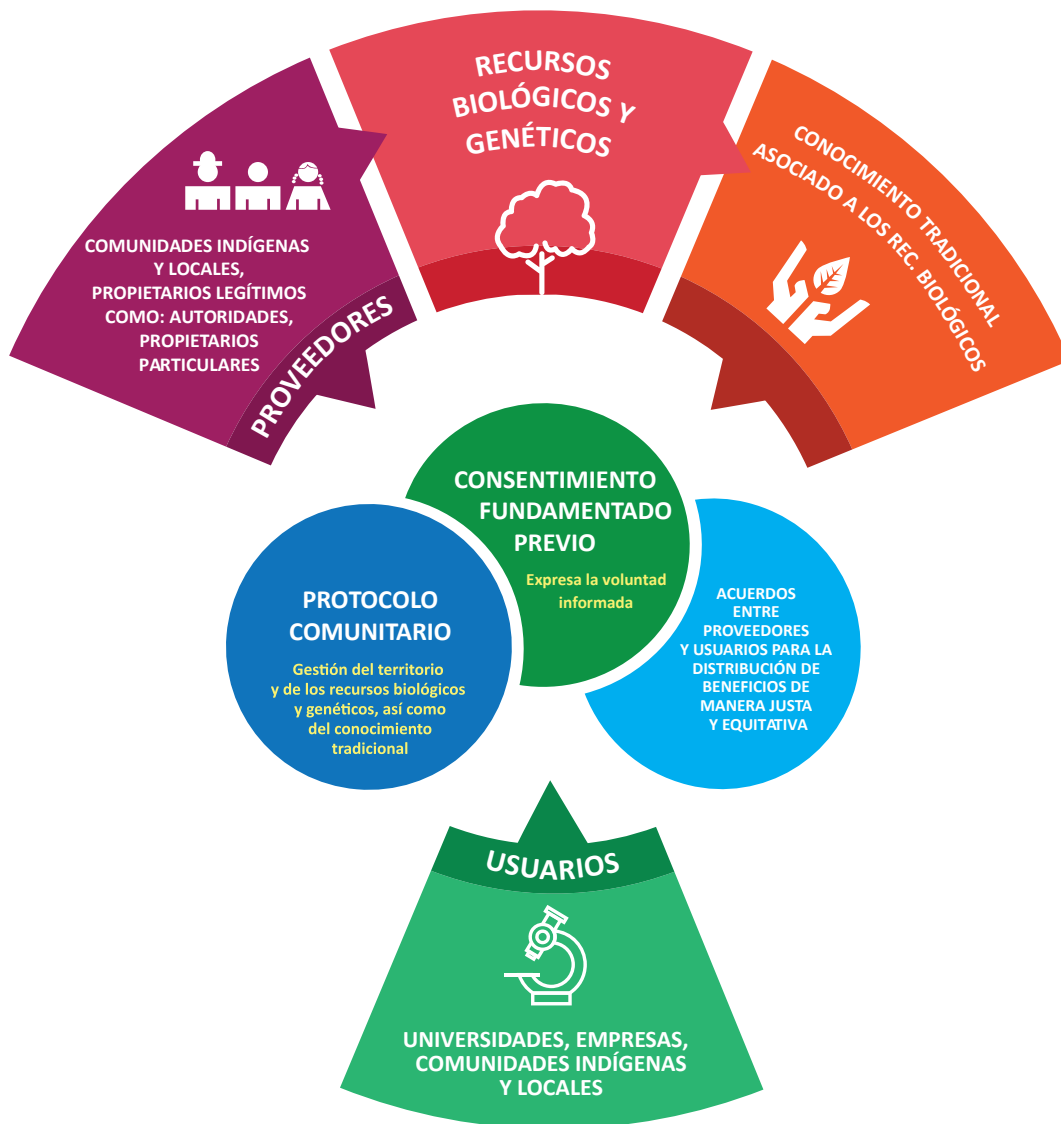 COMUNIDADES INDÍGENAS
Y LOCALES,
PROPIETARIOS LEGÍTIMOS
COMO: AUTORIDADES,
PROPIETARIOS
PARTICULARES
PROVEEDORES
RECURSOS
BIOLÓGICOS Y
GENÉTICOS
CONOCIMIENTO TRADICIONAL
ASOCIADO A LOS REC. BIOLÓGICOS
CONSENTIMIENTO
FUNDAMENTADO
PREVIO
Expresa la voluntad
informada
PROTOCOLO
COMUNITARIO
Gestión del territorio
y de los recursos biológicos
y genéticos, así como
del conocimiento
tradicional
ACUERDOS
ENTRE
PROVEEDORES
Y USUARIOS PARA LA
DISTRIBUCIÓN DE
BENEFICIOS DE
MANERA JUSTA
Y EQUITATIVA
USUARIOS
UNIVERSIDADES, EMPRESAS,
COMUNIDADES INDÍGENAS
Y LOCALES